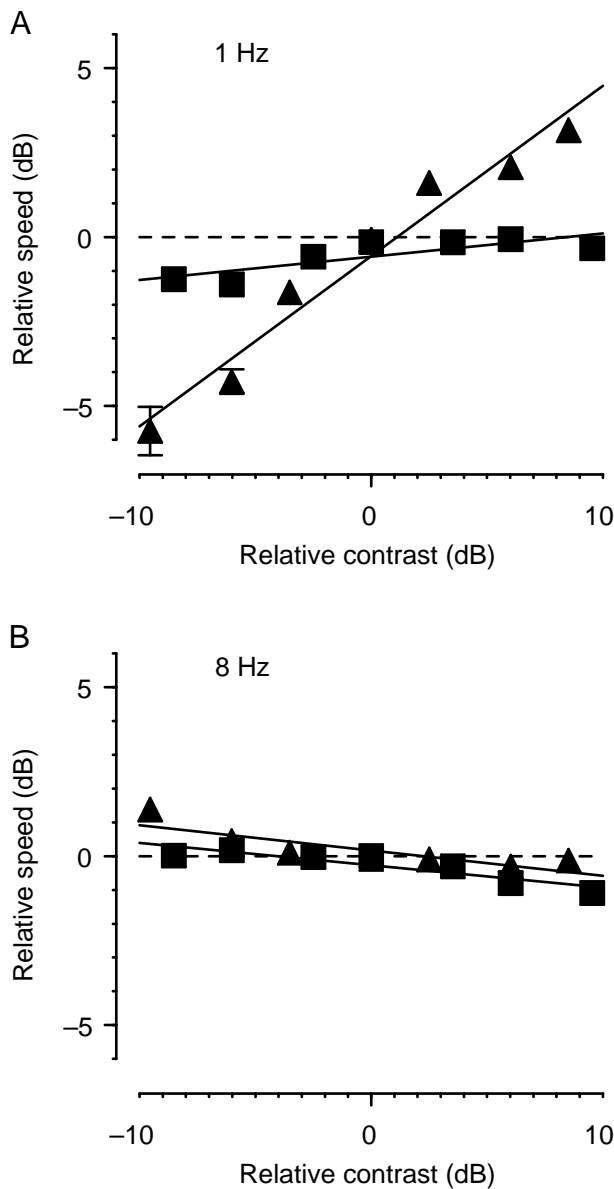 A
1 Hz
5
0
–5
Relative speed (dB)
–10 0 10
Relative contrast (dB)
B
8 Hz
5
0
–5
Relative speed (dB)
–10 0 10
Relative contrast (dB)